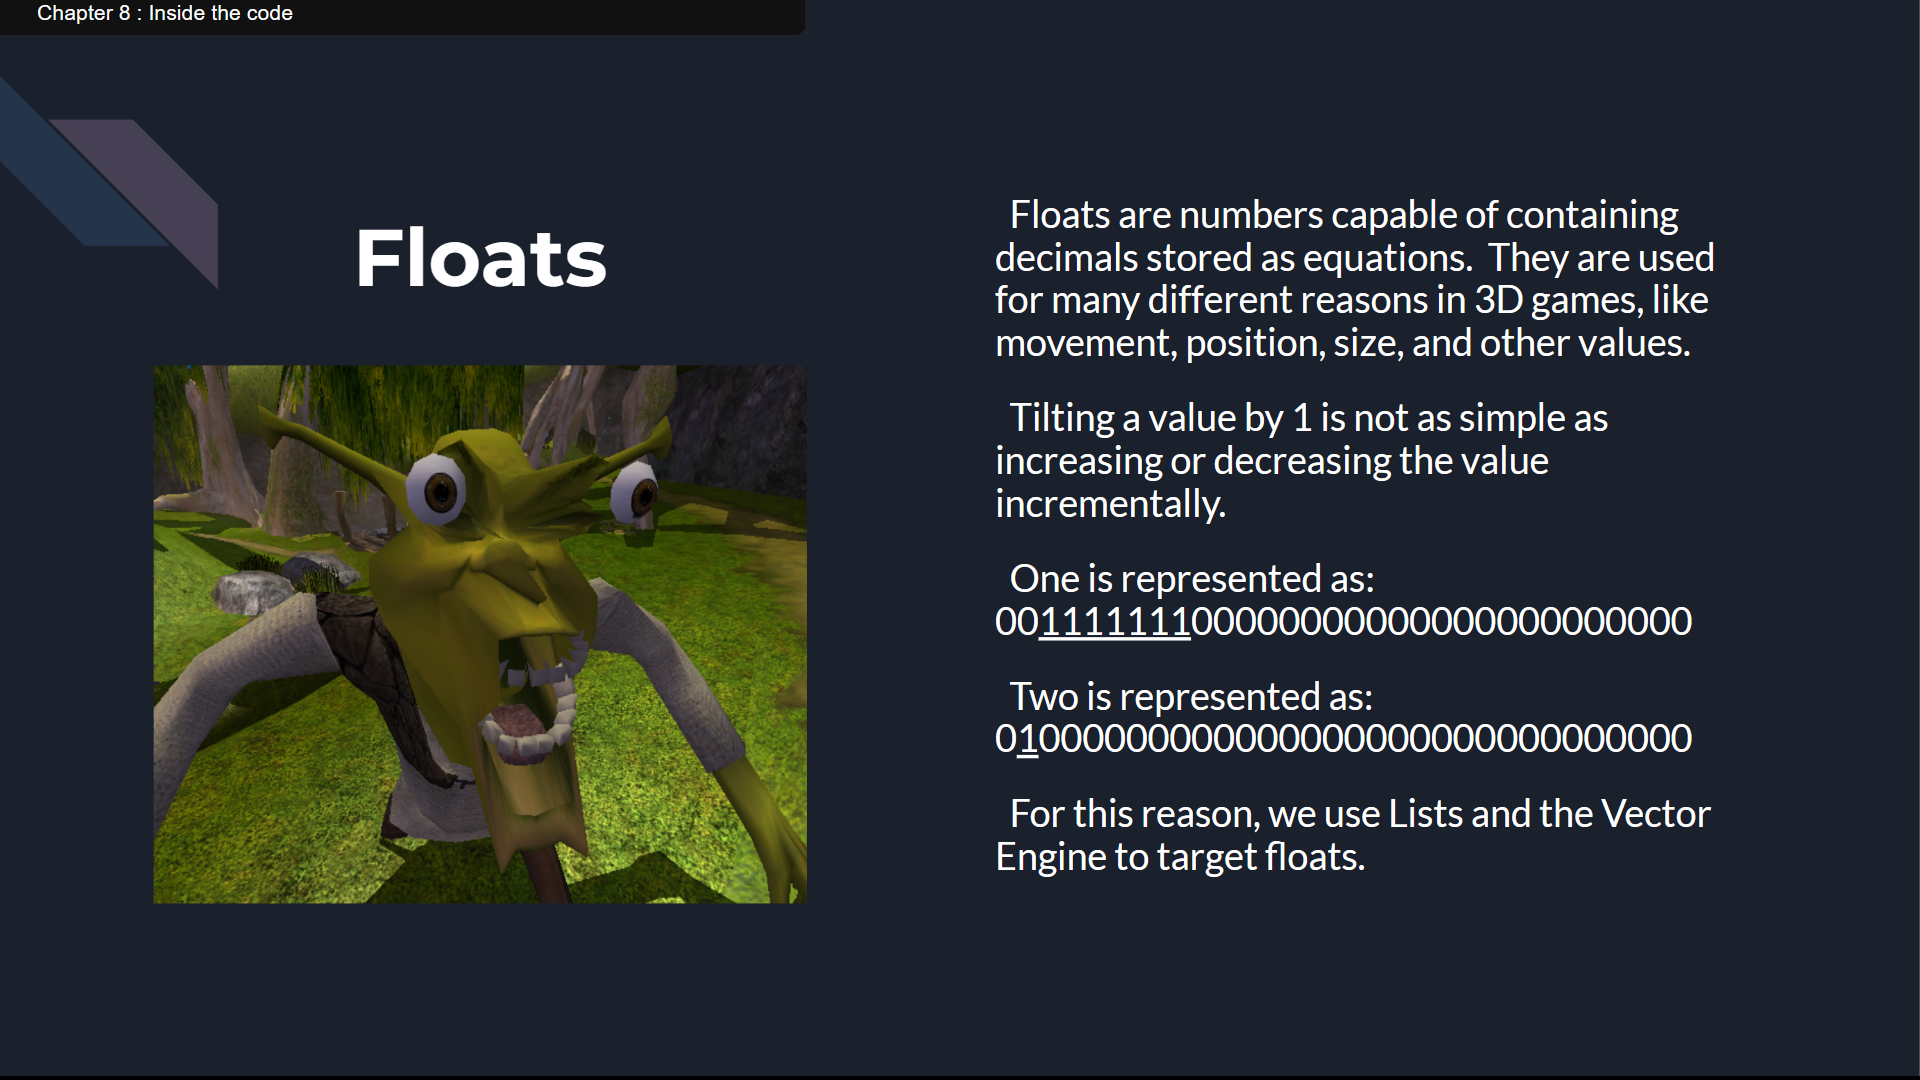 Chapter 8 : Inside the code
Floats
Floats are numbers capable of containing
decimals stored as equations.  They are used
for many different reasons in 3D games, like
movement, position, size, and other values.
Tilting a value by 1 is not as simple as
increasing or decreasing the value
incrementally.
One is represented as:
00111111100000000000000000000000
Two is represented as:
01000000000000000000000000000000
For this reason, we use Lists and the Vector
Engine to target floats.